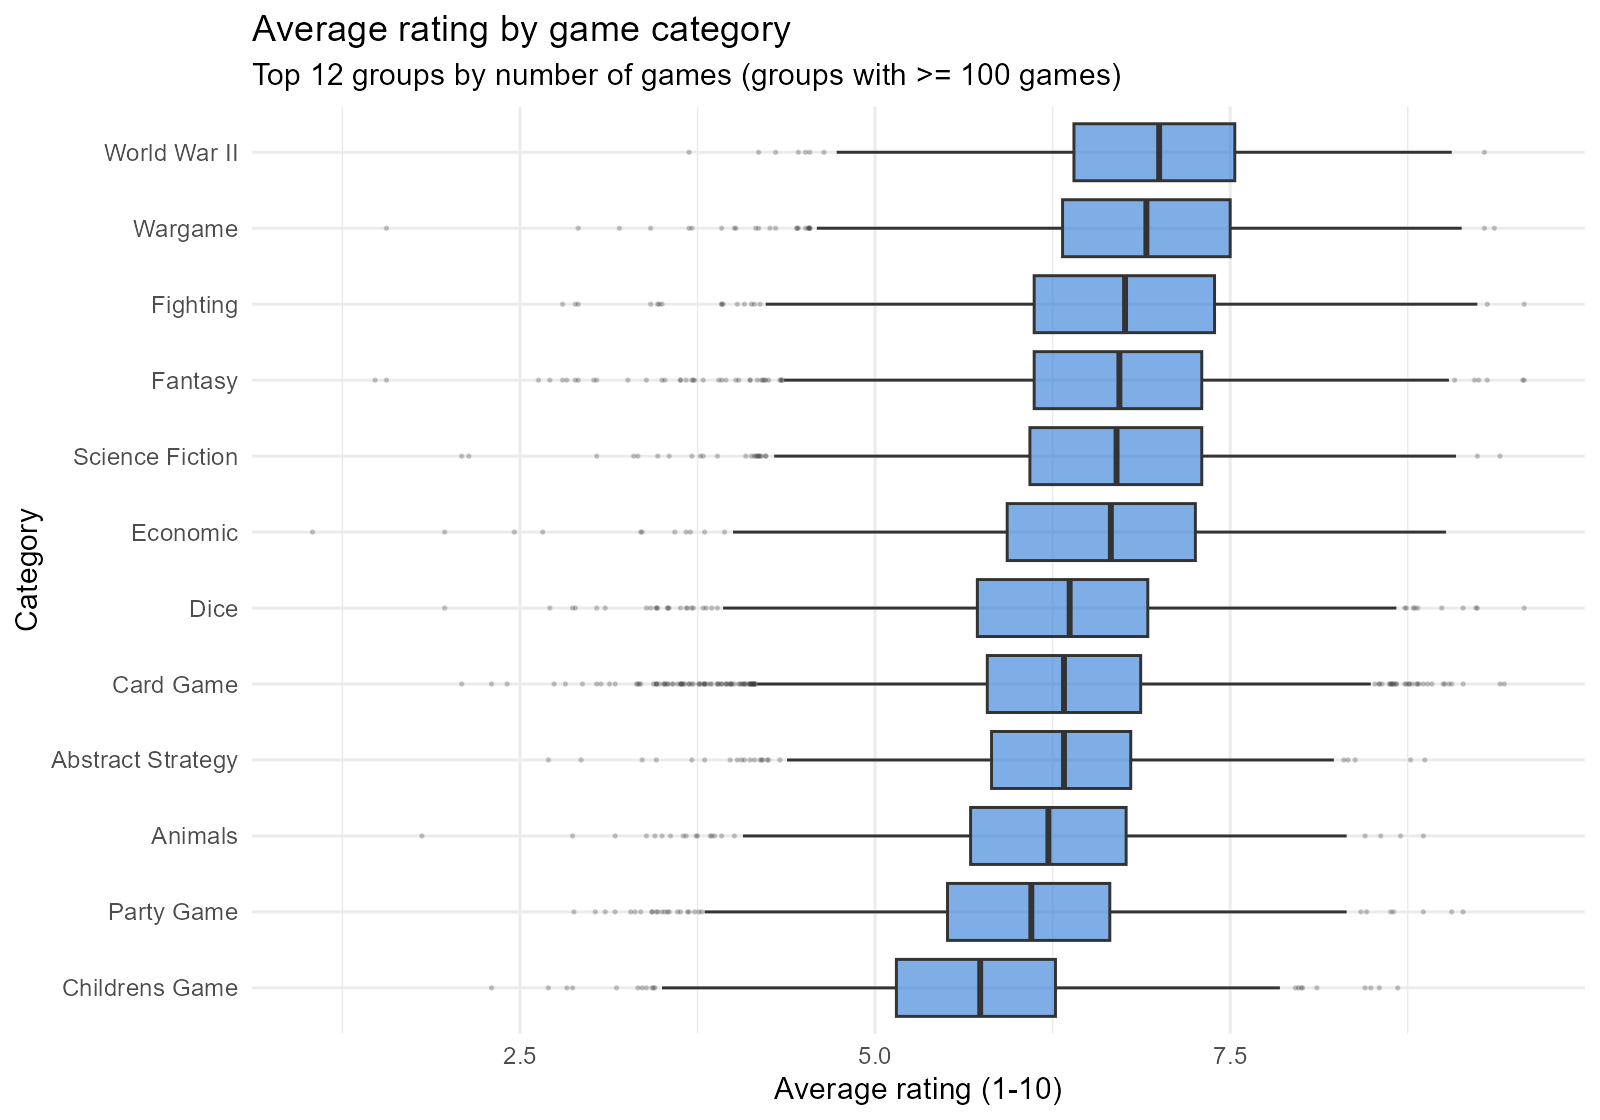 Average rating by game category
Top 12 groups by number of games (groups with >= 100 games)
Category
World War II
Wargame
Fighting
Fantasy
Science Fiction
Economic
Dice
Card Game
Abstract Strategy
Animals
Party Game
Childrens Game
2.5 5.0 7.5
Average rating (1-10)